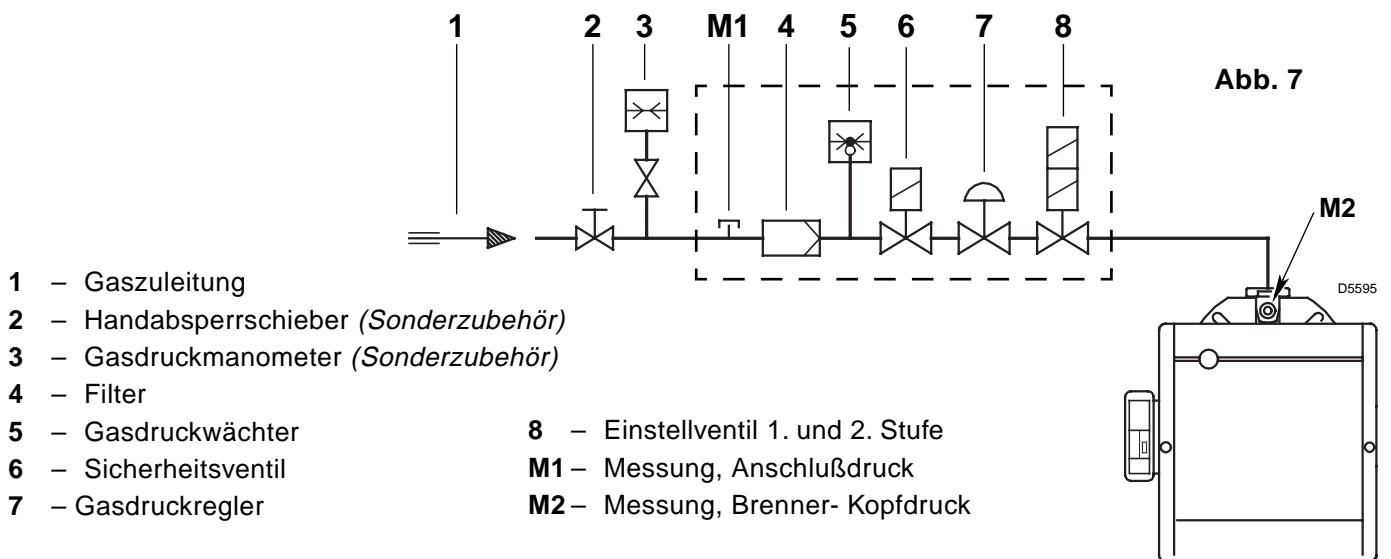 1 2 3 M1 4 5 6 7 8
Abb. 7
M2
D5595
1 – Gaszuleitung
2 – Handabsperrschieber (Sonderzubehör)
3 – Gasdruckmanometer (Sonderzubehör)
4 – Filter
5 – Gasdruckwächter
6 – Sicherheitsventil
7 – Gasdruckregler
8 – Einstellventil 1. und 2. Stufe
M1 – Messung, Anschlußdruck
M2 – Messung, Brenner- Kopfdruck